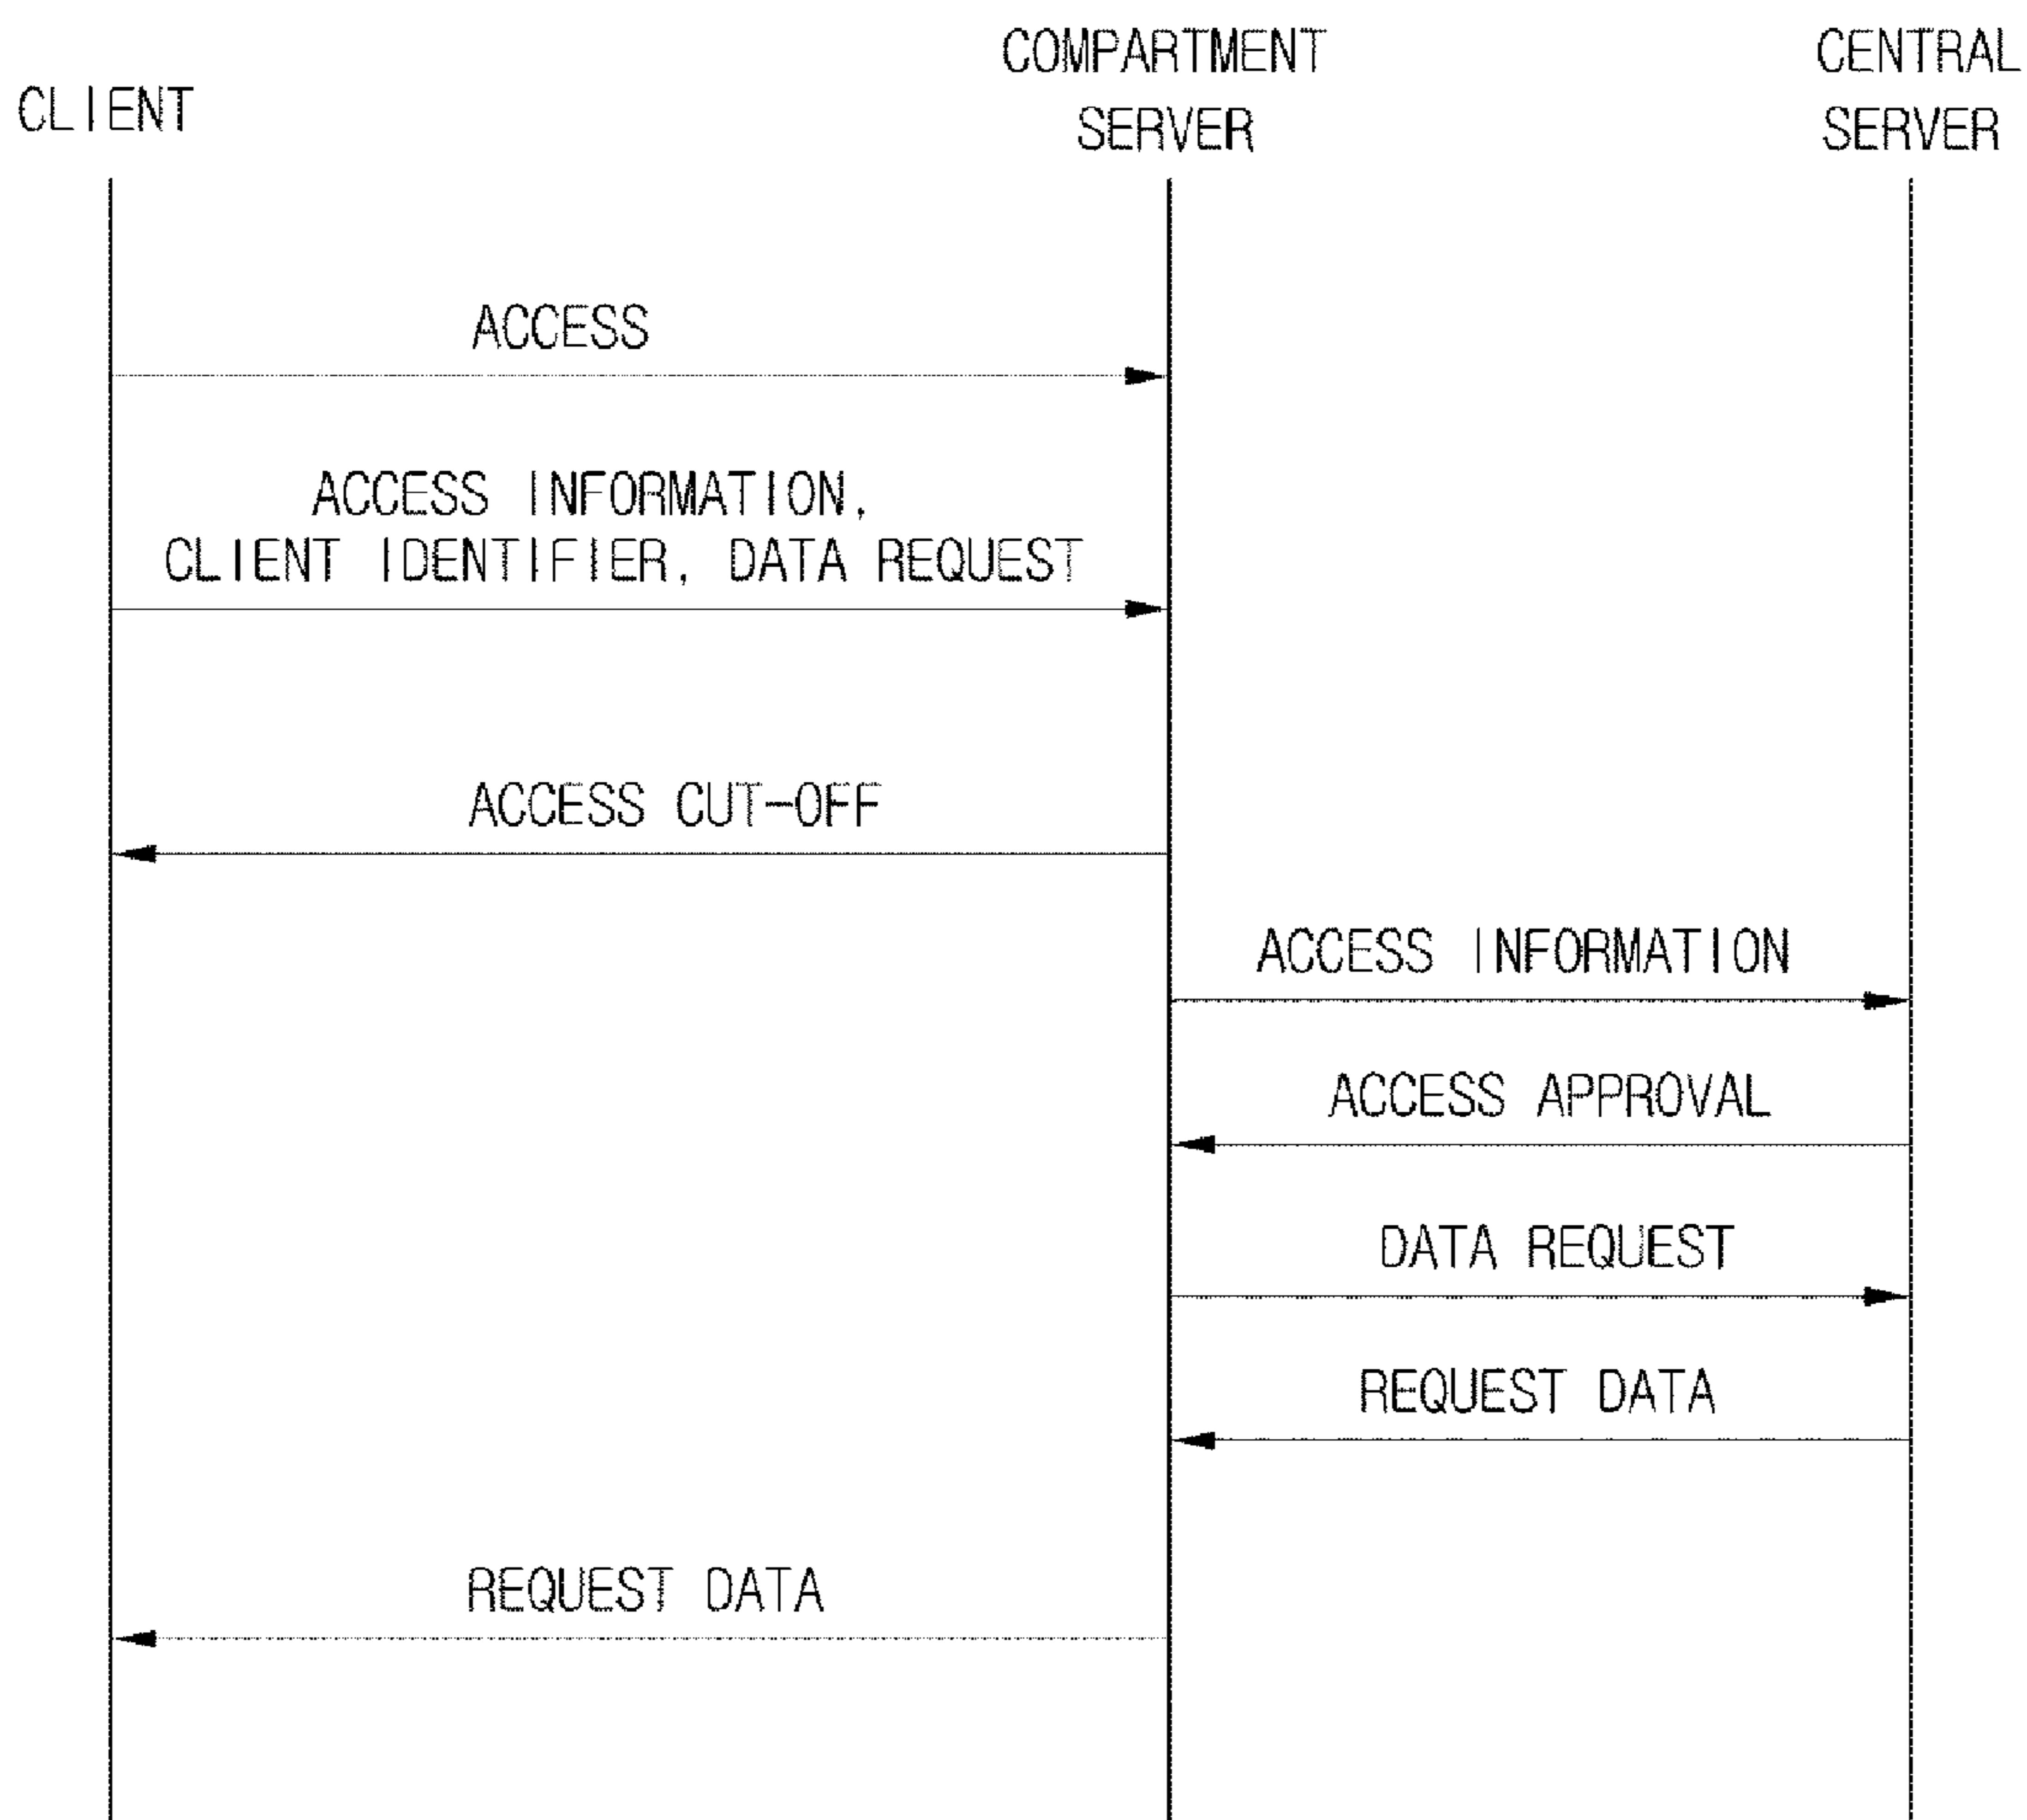 CLIENT
COMPARTMENT
SERVER
CENTRAL
SERVER
ACCESS
ACCESS INFORMATION,
CLIENT IDENTIFIER, DATA REQUEST
ACCESS CUT-OFF
ACCESS INFORMATION
ACCESS APPROVAL
DATA REQUEST
REQUEST DATA
REQUEST DATA